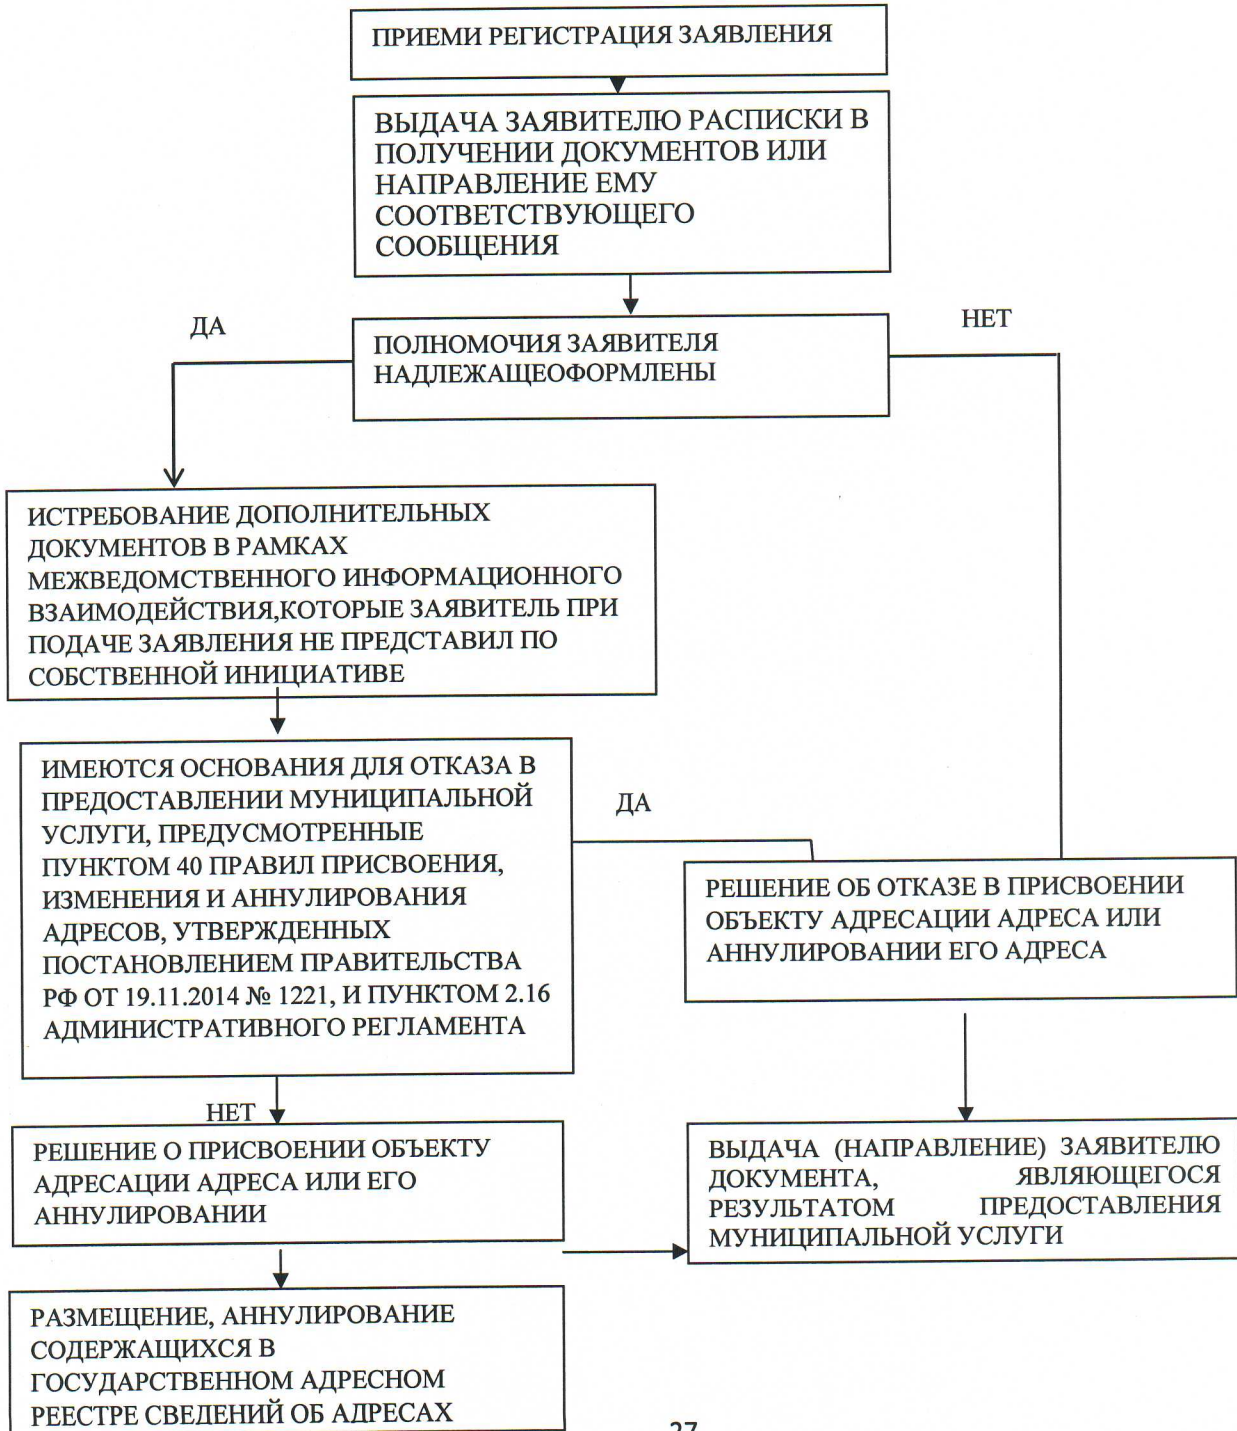 ПРИЕМИ РЕГИСТРАЦИЯ ЗАЯВЛЕНИЯ
ВЫДАЧА ЗАЯВИТЕЛЮ РАСПИСКИ В
ПОЛУЧЕНИИ ДОКУМЕНТОВ ИЛИ
НАПРАВЛЕНИЕ ЕМУ
СООТВЕТСТВУЮЩЕГО
СООБЩЕНИЯ
ДА
НЕТ
ПОЛНОМОЧИЯ ЗАЯВИТЕЛЯ
НАДЛЕЖАЩЕОФОРМЛЕНЫ
ИСТРЕБОВАНИЕ ДОПОЛНИТЕЛЬНЫХ
ДОКУМЕНТОВ В РАМКАХ
МЕЖВЕДОМСТВЕННОГО ИНФОРМАЦИОННОГО
ВЗАИМОДЕЙСТВИЯ,КОТОРЫЕ ЗАЯВИТЕЛЬ ПРИ
ПОДАЧЕ ЗАЯВЛЕНИЯ НЕ ПРЕДСТАВИЛ ПО
СОБСТВЕННОЙ ИНИЦИАТИВЕ
ИМЕЮТСЯ ОСНОВАНИЯ ДЛЯ ОТКАЗА В
ПРЕДОСТАВЛЕНИИ МУНИЦИПАЛЬНОЙ
УСЛУГИ, ПРЕДУСМОТРЕННЫЕ
ПУНКТОМ 40 ПРАВИЛ ПРИСВОЕНИЯ,
ИЗМЕНЕНИЯ И АННУЛИРОВАНИЯ
АДРЕСОВ, УТВЕРЖДЕННЫХ
ПОСТАНОВЛЕНИЕМ ПРАВИТЕЛЬСТВА
РФ ОТ 19.11.2014 № 1221, И ПУНКТОМ 2.16
АДМИНИСТРАТИВНОГО РЕГЛАМЕНТА
ДА
РЕШЕНИЕ ОБ ОТКАЗЕ В ПРИСВОЕНИИ
ОБЪЕКТУ АДРЕСАЦИИ АДРЕСА ИЛИ
АННУЛИРОВАНИИ ЕГО АДРЕСА
НЕТ
РЕШЕНИЕ О ПРИСВОЕНИИ ОБЪЕКТУ
АДРЕСАЦИИ АДРЕСА ИЛИ ЕГО
АННУЛИРОВАНИИ
ВЫДАЧА (НАПРАВЛЕНИЕ) ЗАЯВИТЕЛЮ
ДОКУМЕНТА, ЯВЛЯЮЩЕГОСЯ
РЕЗУЛЬТАТОМ ПРЕДОСТАВЛЕНИЯ
МУНИЦИПАЛЬНОЙ УСЛУГИ
РАЗМЕЩЕНИЕ, АННУЛИРОВАНИЕ
СОДЕРЖАЩИХСЯ В
ГОСУДАРСТВЕННОМ АДРЕСНОМ
РЕЕСТРЕ СВЕДЕНИЙ ОБ АДРЕСАХ
27